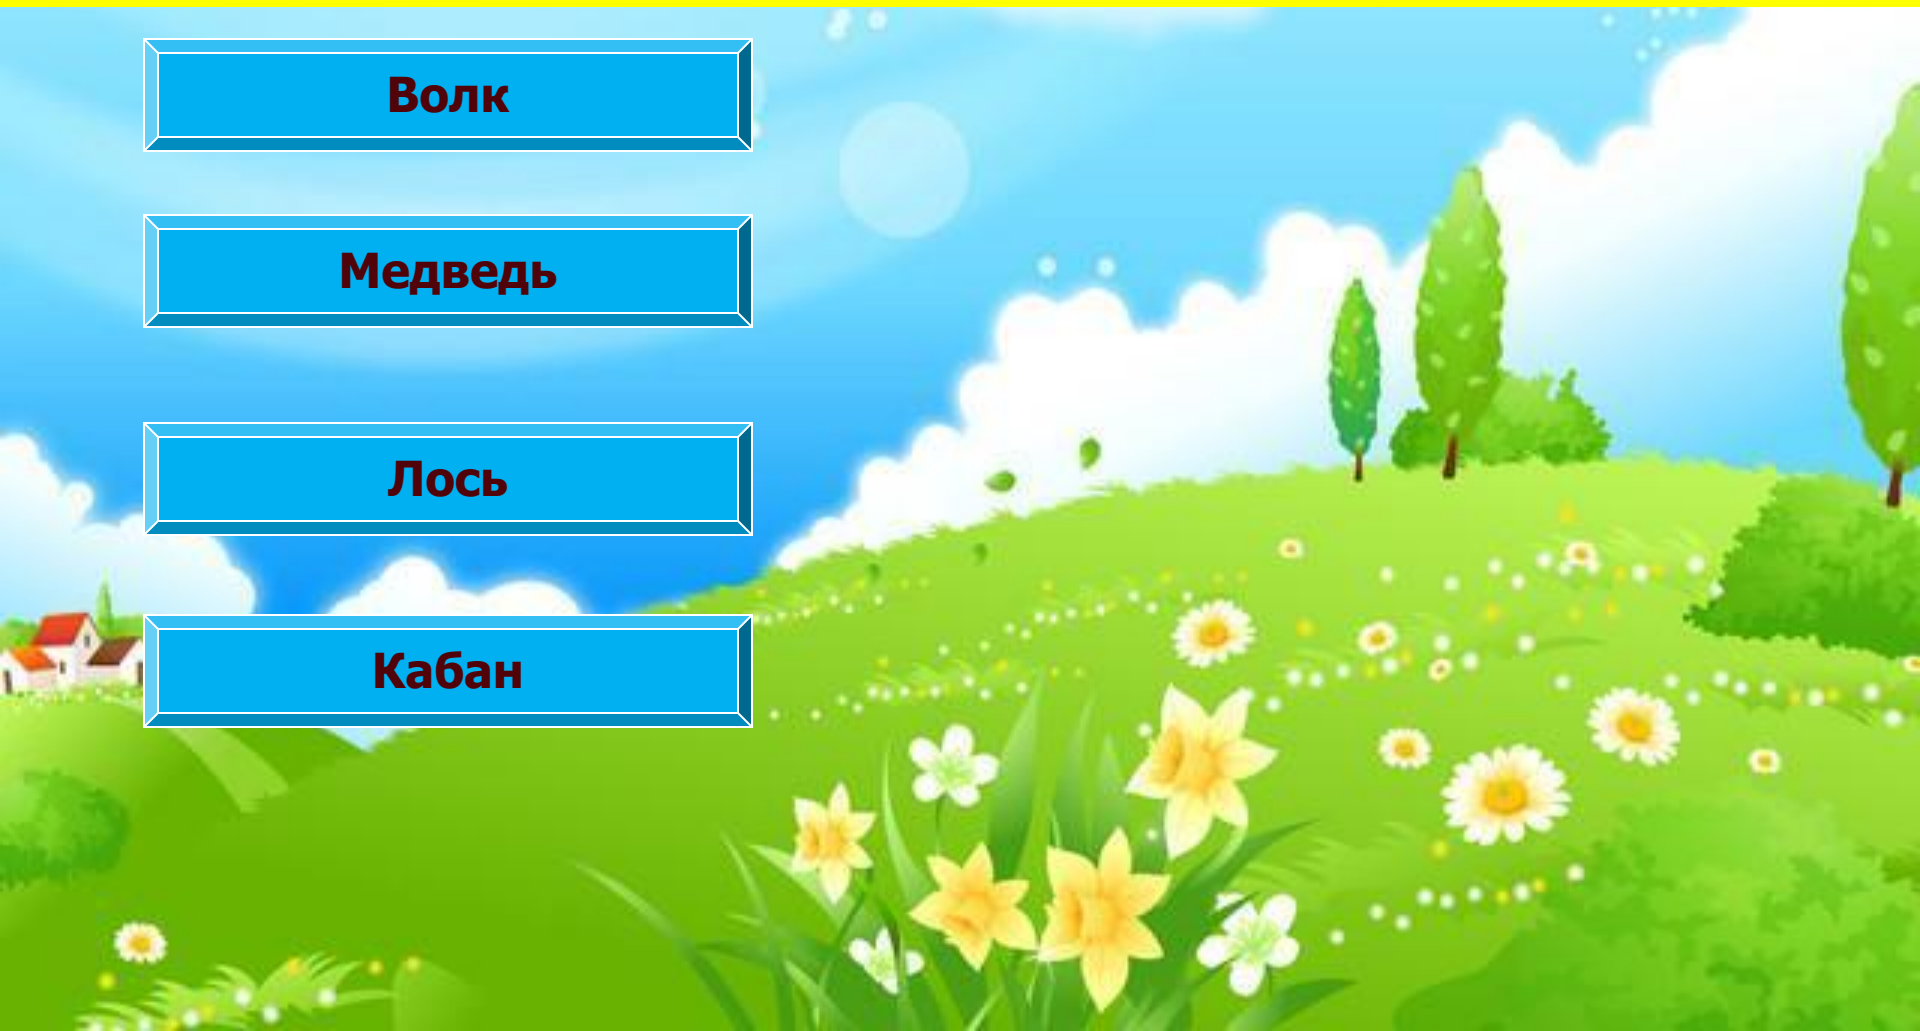 Волк
Медведь
Лось
Кабан